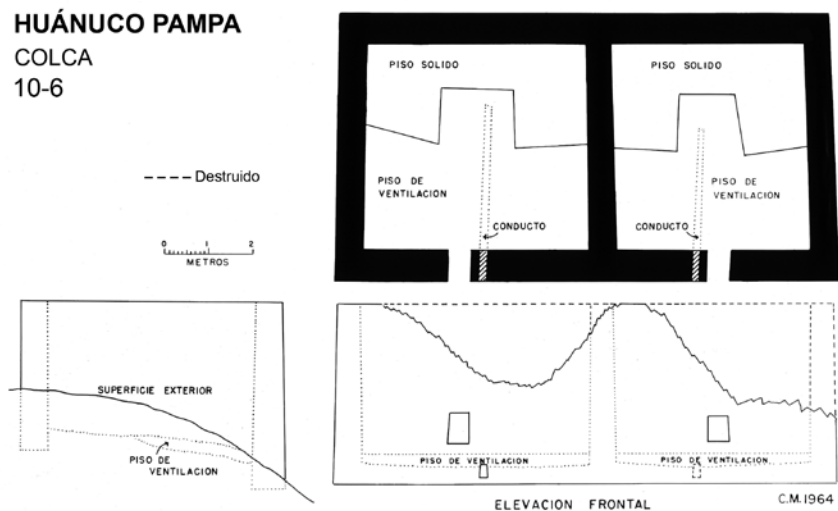 HUÁNUCO PAMPA
COLCA
10-6
Destruido
0 1 2
METROS
PISO SOLIDO
PISO SOLIDO
PISO DE
VENTILACION
PISO DE
VENTILACION
CONDUCTO
CONDUCTO
SUPERFICIE EXTERIOR
PISO DE
VENTILACION
PISO DE VENTILACION
PISO DE VENTILACION
ELEVACION FRONTAL
C.M.1964